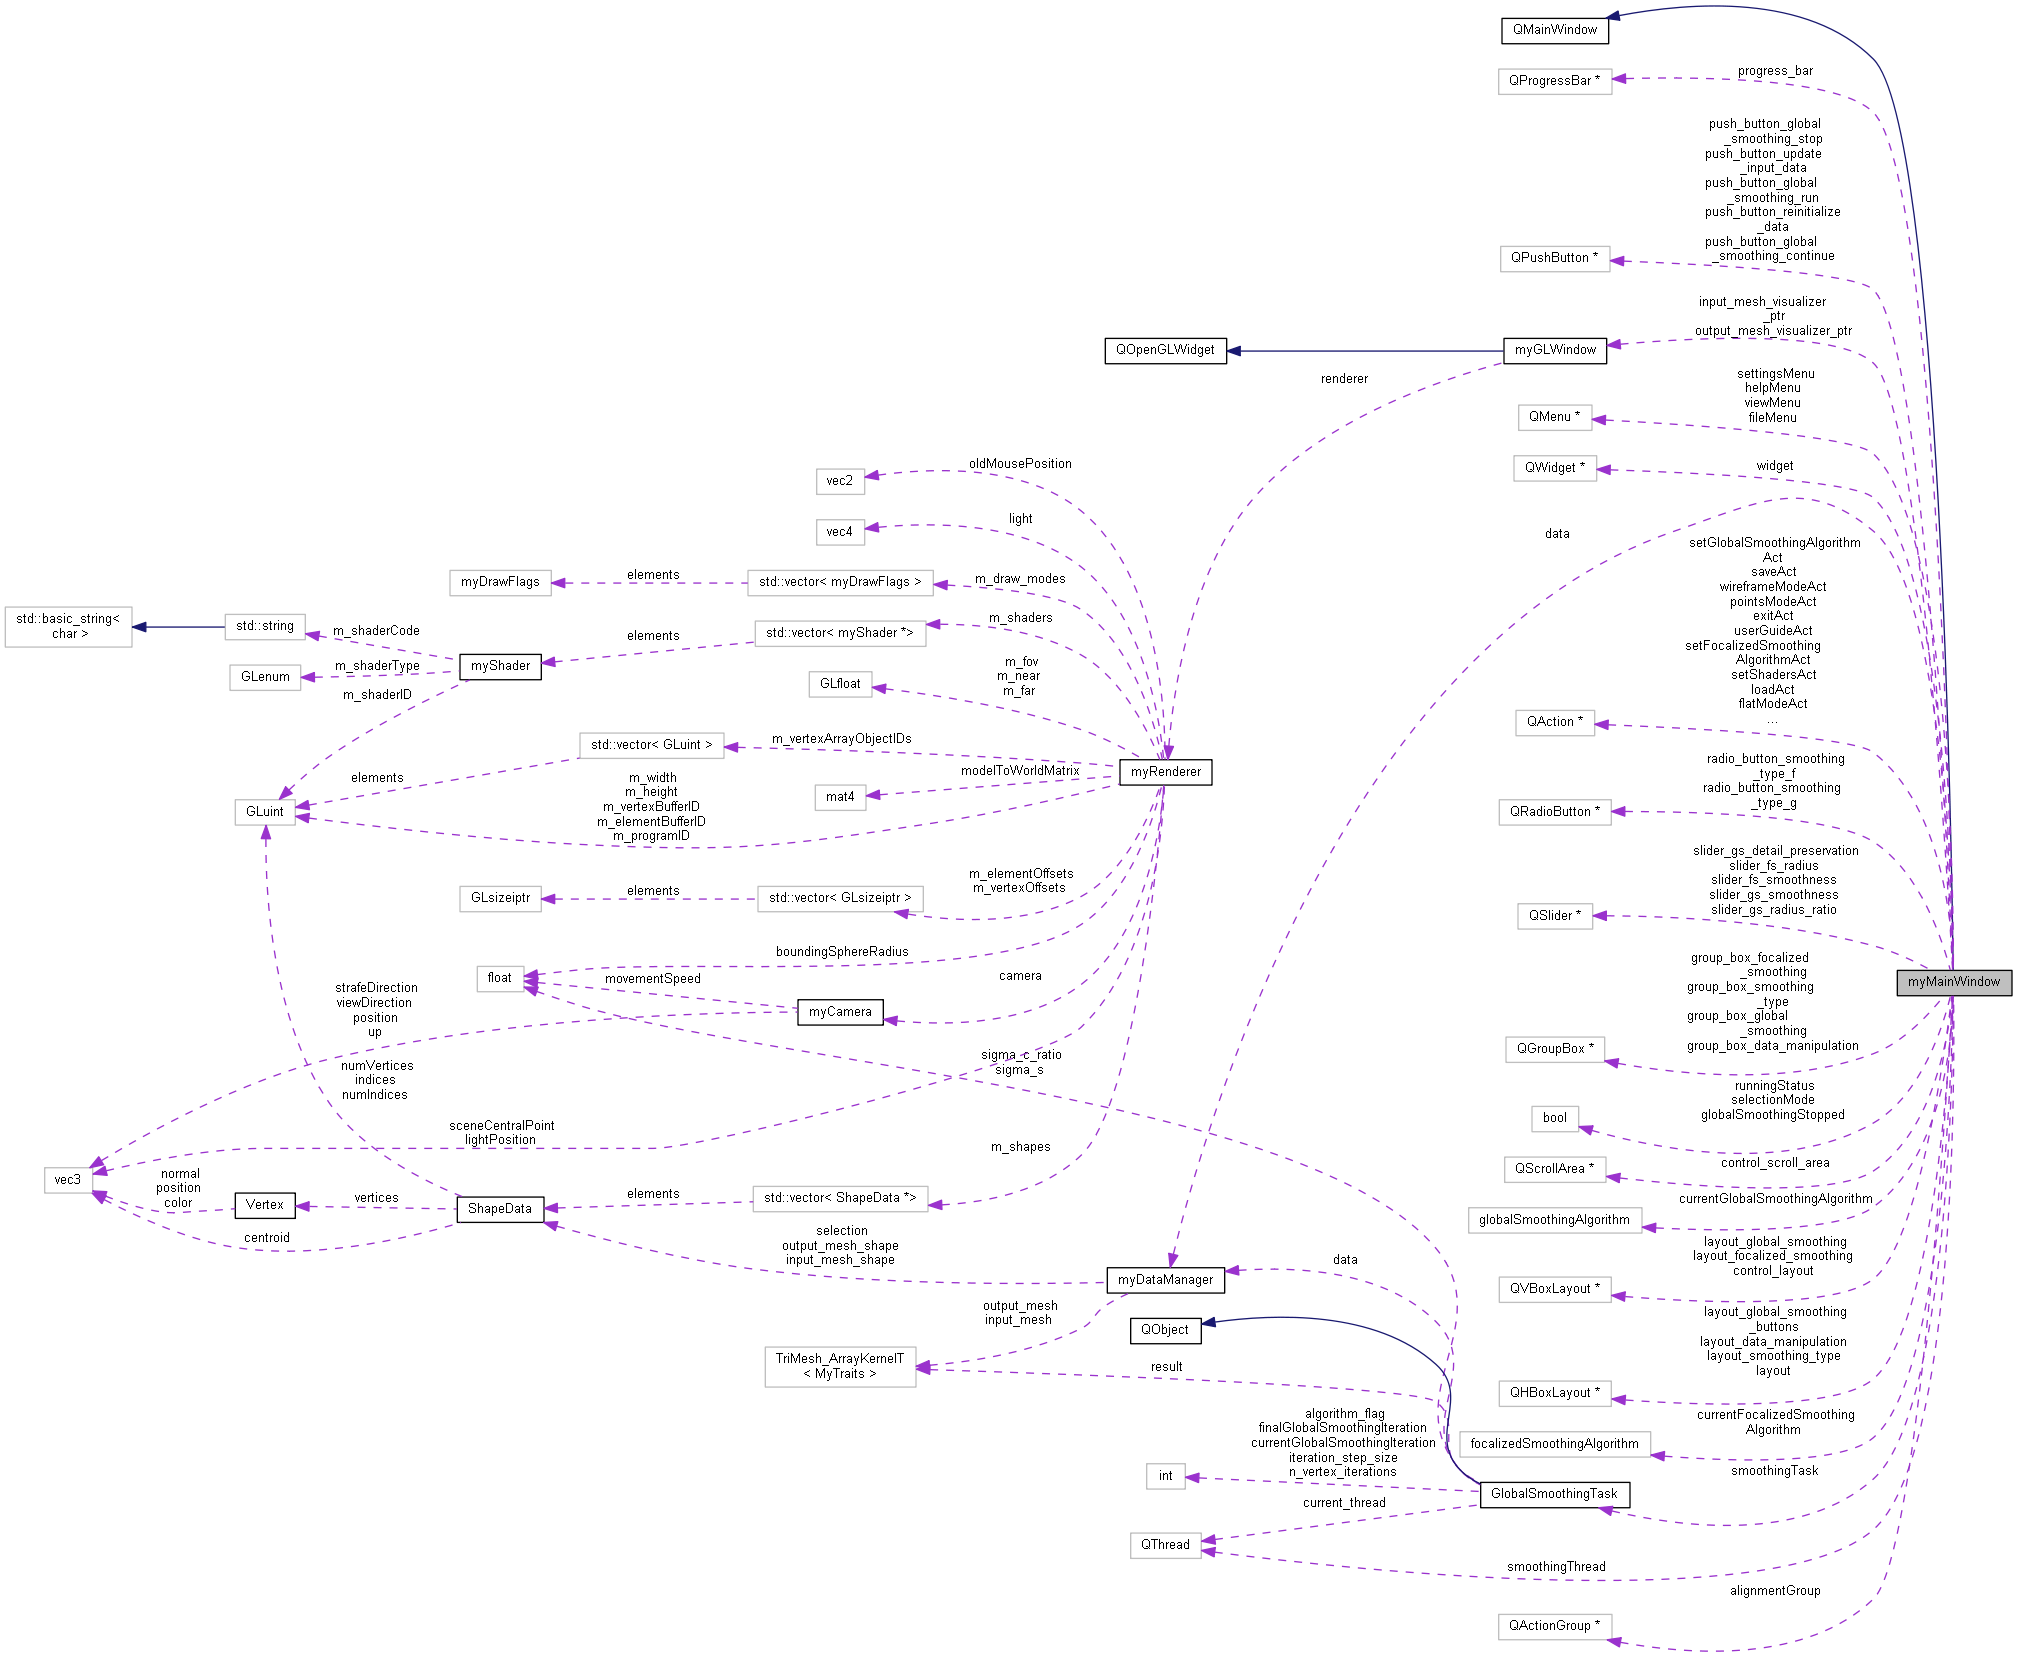 QMainWindow
progress_bar
QProgressBar *
push_button_global
_smoothing_stop
push_button_update
_input_data
push_button_global
_smoothing_run
push_button_reinitialize
_data
push_button_global
_smoothing_continue
QPushButton *
input_mesh_visualizer
_ptr
output_mesh_visualizer_ptr
QOpenGLWidget
myGLWindow
renderer
settingsMenu
helpMenu
viewMenu
fileMenu
QMenu *
oldMousePosition
vec2
widget
QWidget *
light
vec4
data
setGlobalSmoothingAlgorithm
Act
saveAct
wireframeModeAct
pointsModeAct
exitAct
userGuideAct
setFocalizedSmoothing
AlgorithmAct
setShadersAct
loadAct
flatModeAct
...
QAction *
myDrawFlags
elements
std::vector< myDrawFlags >
m_draw_modes
std::basic_string<
char >
std::string
m_shaderCode
elements
std::vector< myShader *>
m_shaders
GLenum
m_shaderType
myShader
m_shaderID
GLfloat
m_fov
m_near
m_far
std::vector< GLuint >
m_vertexArrayObjectIDs
myRenderer
elements
mat4
modelToWorldMatrix
GLuint
m_width
m_height
m_vertexBufferID
m_elementBufferID
m_programID
radio_button_smoothing
_type_f
radio_button_smoothing
_type_g
QRadioButton *
GLsizeiptr
elements
std::vector< GLsizeiptr >
m_elementOffsets
m_vertexOffsets
slider_gs_detail_preservation
slider_fs_radius
slider_fs_smoothness
slider_gs_smoothness
slider_gs_radius_ratio
QSlider *
boundingSphereRadius
float
movementSpeed
camera
myMainWindow
strafeDirection
viewDirection
position
up
myCamera
group_box_focalized
_smoothing
group_box_smoothing
_type
group_box_global
_smoothing
group_box_data_manipulation
QGroupBox *
sigma_c_ratio
sigma_s
numVertices
indices
numIndices
runningStatus
selectionMode
globalSmoothingStopped
bool
sceneCentralPoint
lightPosition
m_shapes
control_scroll_area
QScrollArea *
vec3
normal
position
color
Vertex
vertices
ShapeData
elements
std::vector< ShapeData *>
currentGlobalSmoothingAlgorithm
globalSmoothingAlgorithm
centroid
selection
output_mesh_shape
input_mesh_shape
layout_global_smoothing
layout_focalized_smoothing
control_layout
QVBoxLayout *
myDataManager
data
output_mesh
input_mesh
QObject
layout_global_smoothing
_buttons
layout_data_manipulation
layout_smoothing_type
layout
QHBoxLayout *
TriMesh_ArrayKernelT
< MyTraits >
result
algorithm_flag
finalGlobalSmoothingIteration
currentGlobalSmoothingIteration
iteration_step_size
n_vertex_iterations
currentFocalizedSmoothing
Algorithm
focalizedSmoothingAlgorithm
int
smoothingTask
GlobalSmoothingTask
current_thread
QThread
smoothingThread
alignmentGroup
QActionGroup *